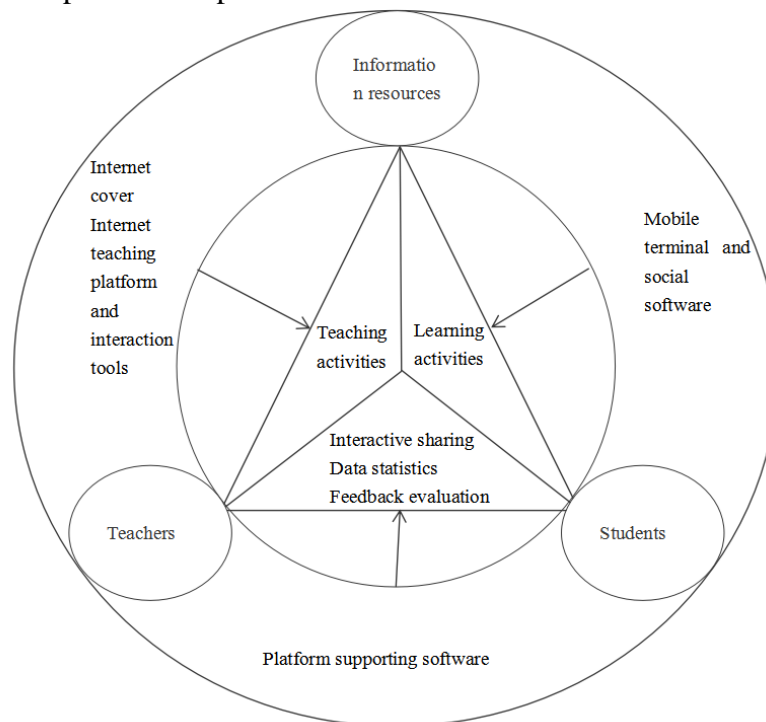 Informatio
n resources
Internet
cover
Internet
teaching
platform
and
interaction
tools
Mobile
terminal and
social
software
Teaching
activities
Learning
activities
Interactive sharing
Data statistics
Feedback evaluation
Teachers
Students
Platform supporting software